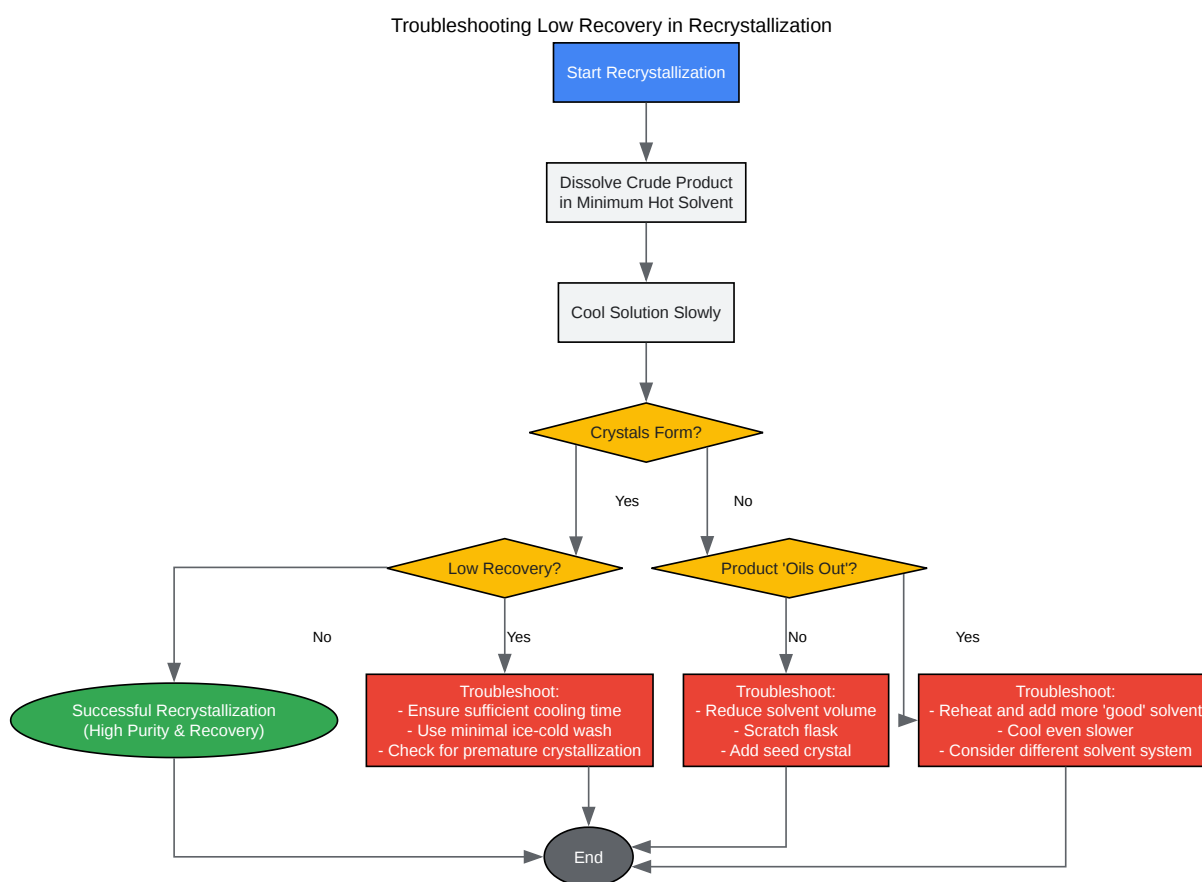 Troubleshooting Low Recovery in Recrystallization
Start Recrystallization
Dissolve Crude Product
in Minimum Hot Solvent
Cool Solution Slowly
Crystals Form?
Yes
No
Low Recovery?
Product 'Oils Out'?
No
Yes
No
Yes
Successful Recrystallization
(High Purity & Recovery)
Troubleshoot:
- Ensure sufficient cooling time
- Use minimal ice-cold wash
- Check for premature crystallization
Troubleshoot:
- Reduce solvent volume
- Scratch flask
- Add seed crystal
Troubleshoot:
- Reheat and add more 'good' solvent
- Cool even slower
- Consider different solvent system
End